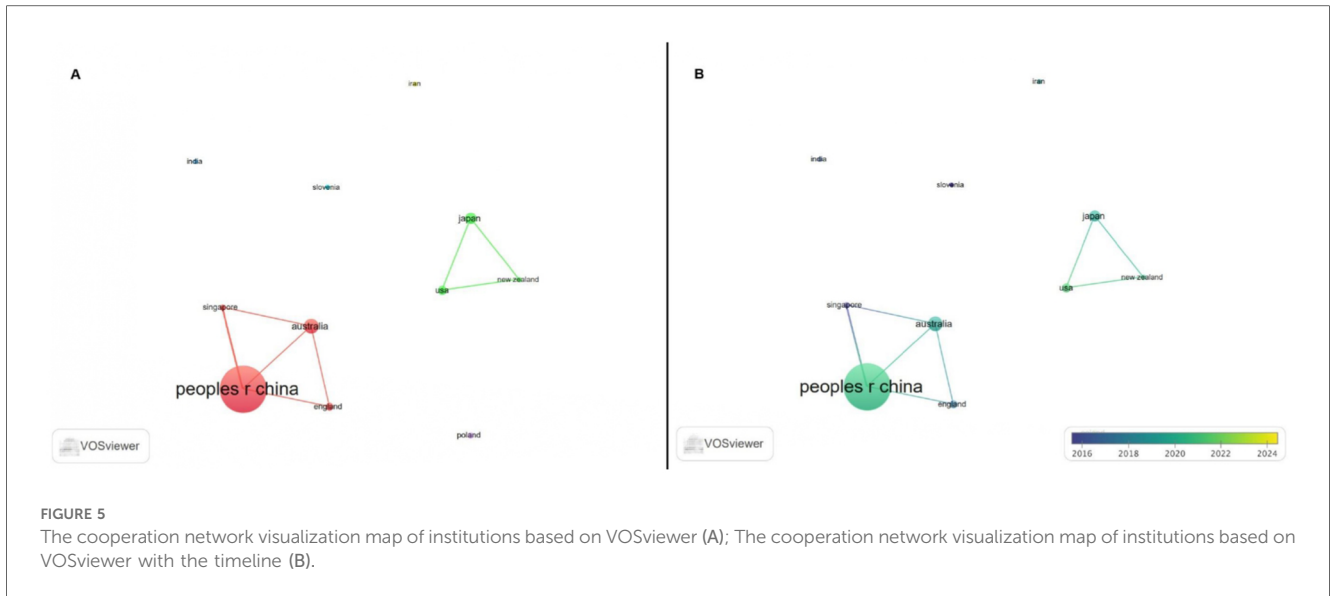 A
iran
india
slovenia
japan
new zealand
usa
singapore
australia
peoples r china
england
poland
VOSviewer
B
iran
india
slovenia
japan
new zealand
usa
singapore
australia
peoples r china
england
VOSviewer
2016 2018 2020 2022 2024
FIGURE 5
The cooperation network visualization map of institutions based on VOSviewer (A); The cooperation network visualization map of institutions based on
VOSviewer with the timeline (B).